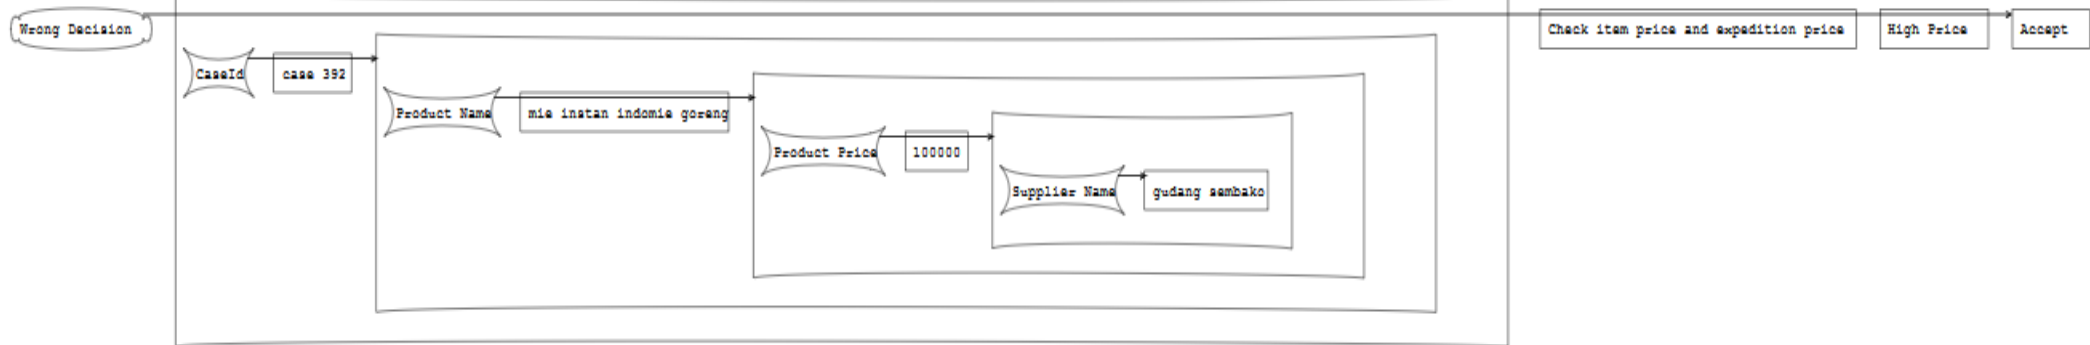 Wrong Decision
Check item price and expedition price
High Price
Accept
CaseId
case 392
Product Name
mie instan indomie goreng
Product Price
100000
Supplier Name
gudang sembako